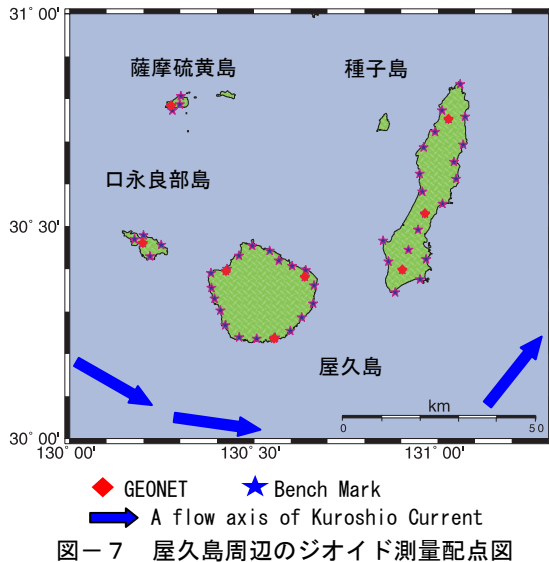 31° 00'
薩摩硫黄島
種子島
口永良部島
30° 30'
屋久島
km
0
50
30° 00'
130° 00'
130° 30'
131° 00'
GEONET
Bench Mark
A flow axis of Kuroshio Current
図－７　屋久島周辺のジオイド測量配点図